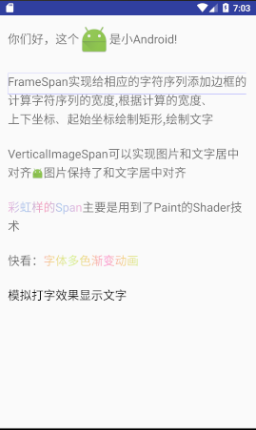 7:03
你们好，这个是小Android!
FrameSpan实现给相应的字符序列添加边框的
计算字符序列的宽度,根据计算的宽度、
上下坐标、起始坐标绘制矩形,绘制文字
VerticalImageSpan可以实现图片和文字居中
对齐图片保持了和文字居中对齐
彩虹样的Span主要是用到了Paint的Shader技
术
快看：字体多色渐变动画
模拟打字效果显示文字